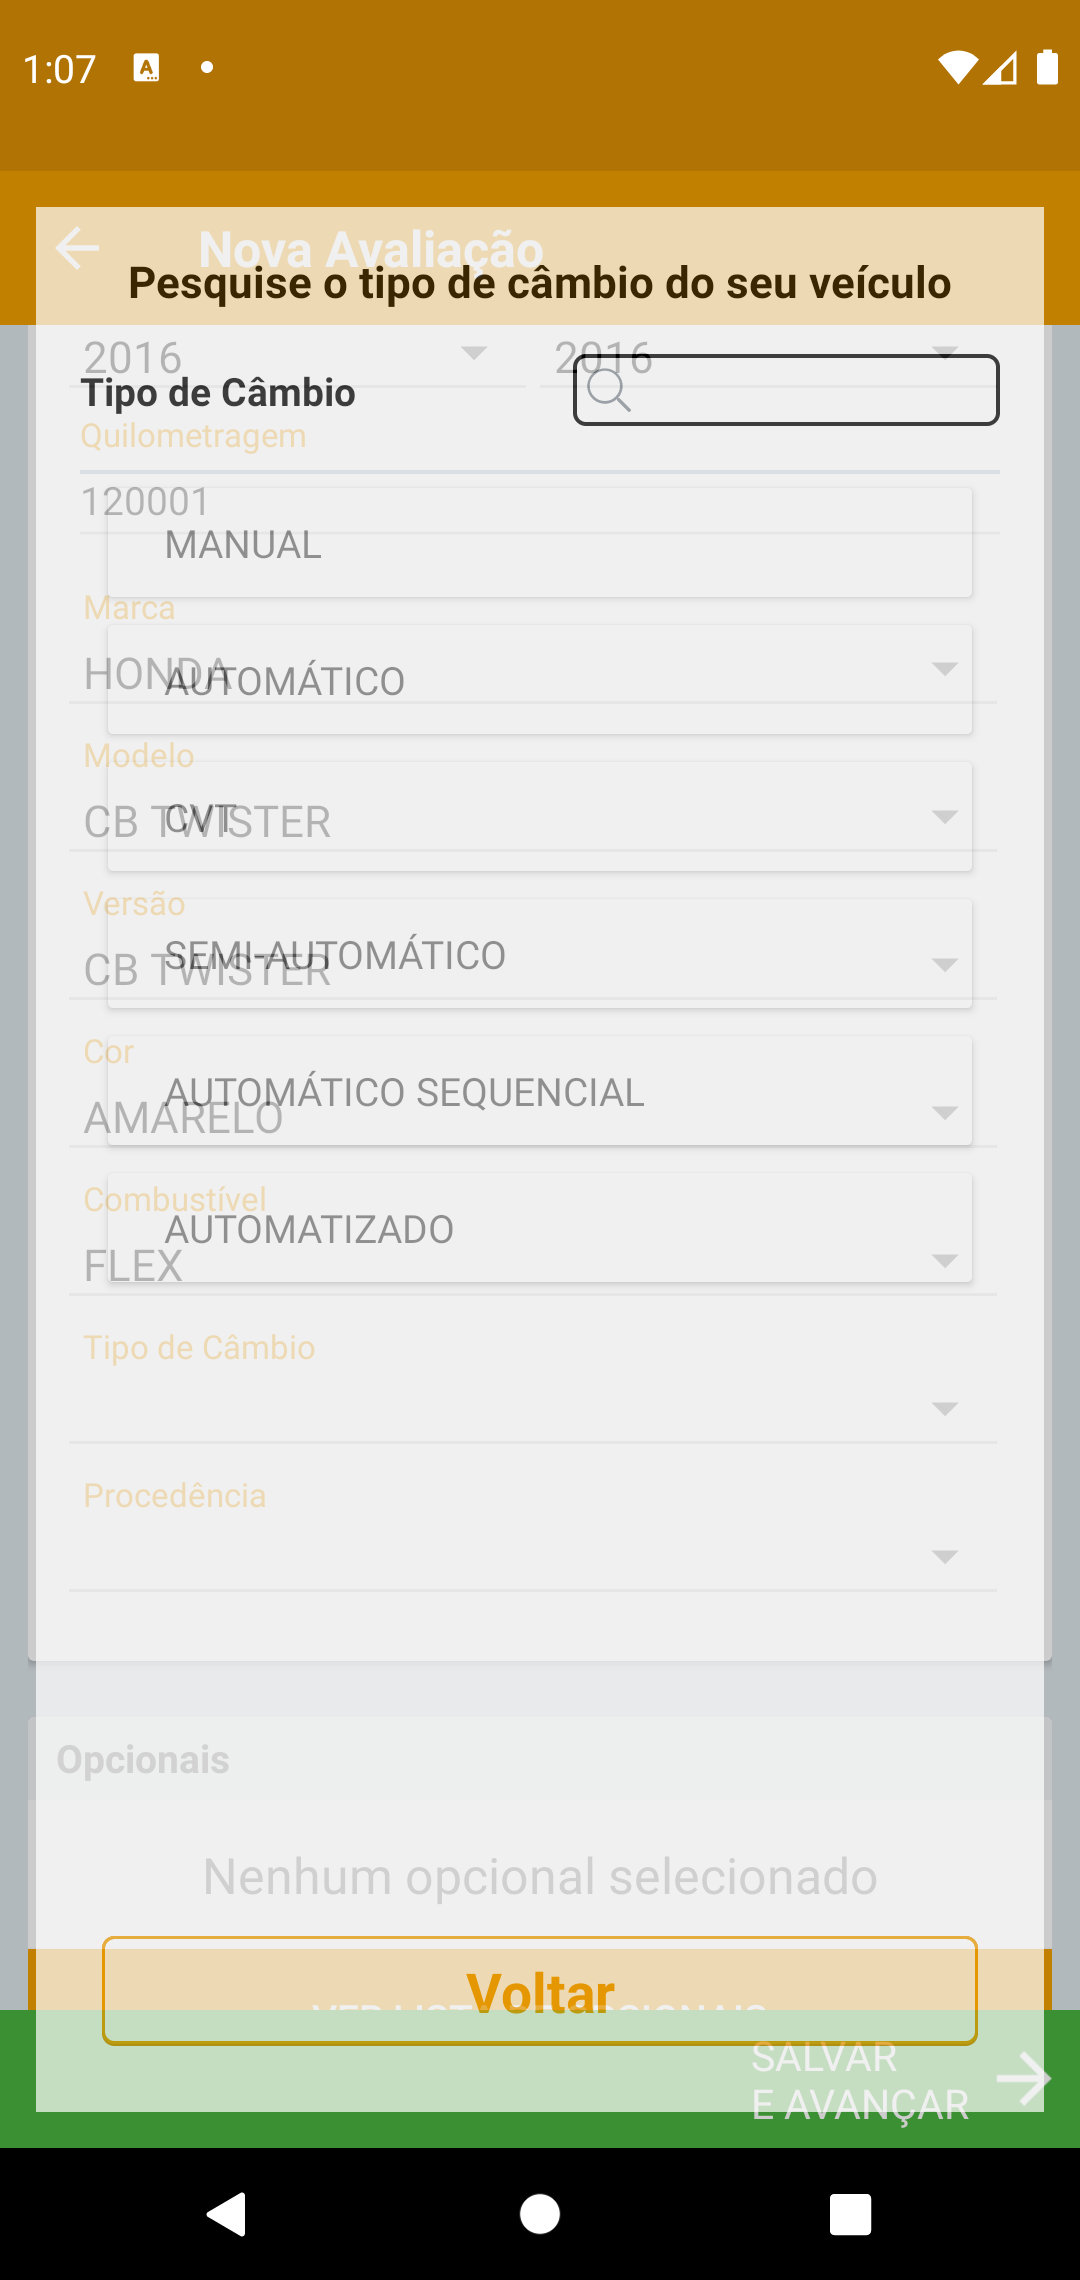 1:07
Nova Avaliação
Pesquise o tipo de câmbio do seu veículo
2016 2016
Tipo de Câmbio
Quilometragem
120001
MANUAL
Marca
HONDA
AUTOMÁTICO
Modelo
CB TWISTER
CVT
Versão
SEMI-AUTOMÁTICO
CB TWISTER
Cor
AUTOMÁTICO SEQUENCIAL
AMARELO
Combustível
AUTOMATIZADO
FLEX
Tipo de Câmbio
Procedência
Opcionais
Nenhum opcional selecionado
Voltar
VER LISTA DE OPCIONAIS
SALVAR
E AVANÇAR